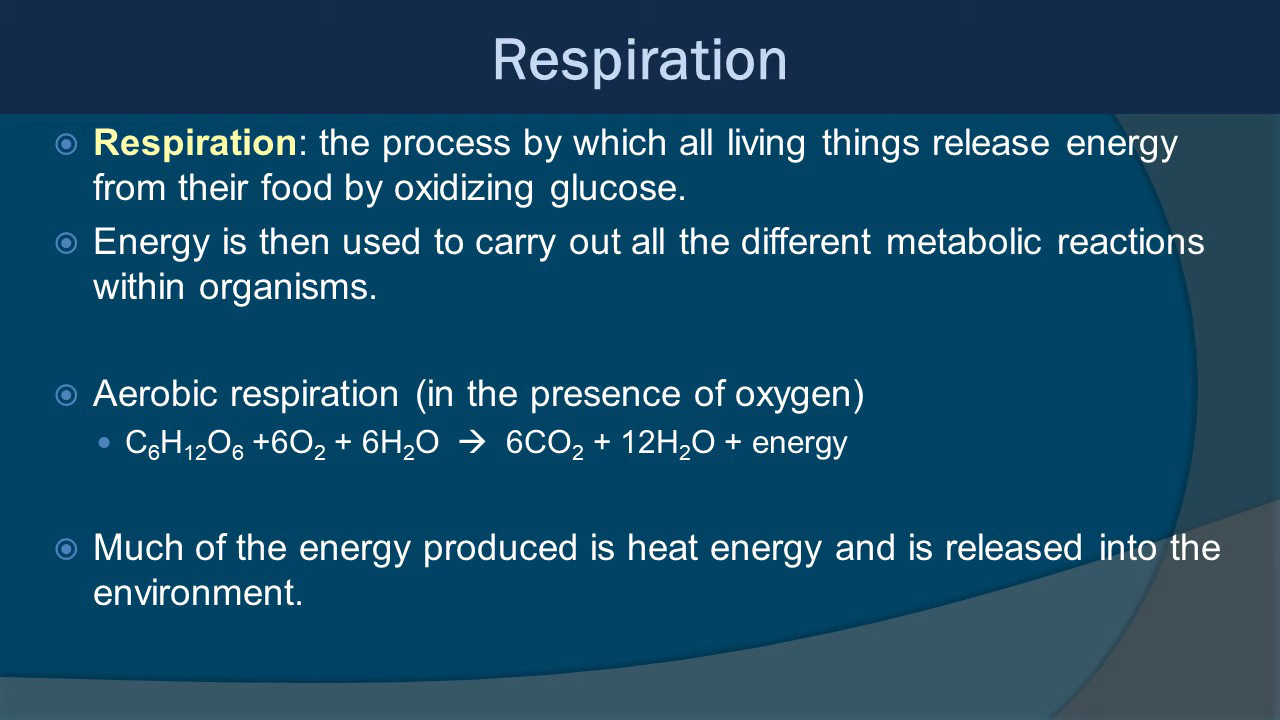 Respiration
Respiration: the process by which all living things release energy
from their food by oxidizing glucose.
Energy is then used to carry out all the different metabolic reactions
within organisms.
Aerobic respiration (in the presence of oxygen)
C₆H₁₂O₆ +6O₂ + 6H₂O → 6CO₂ + 12H₂O + energy
Much of the energy produced is heat energy and is released into the
environment.